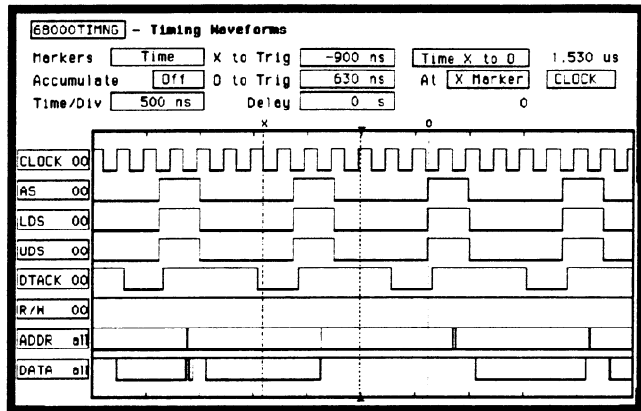 68000TIMNG - Timing Waveforms
Markers Time X to Trig -900 ns Time X to O 1.530 us
Accumulate Off O to Trig 630 ns At X Marker CLOCK
Time/Div 500 ns Delay 0 s 0
X O
CLOCK 00
AS 00
LDS 00
UDS 00
DTACK 00
R/W 00
ADDR all
DATA all